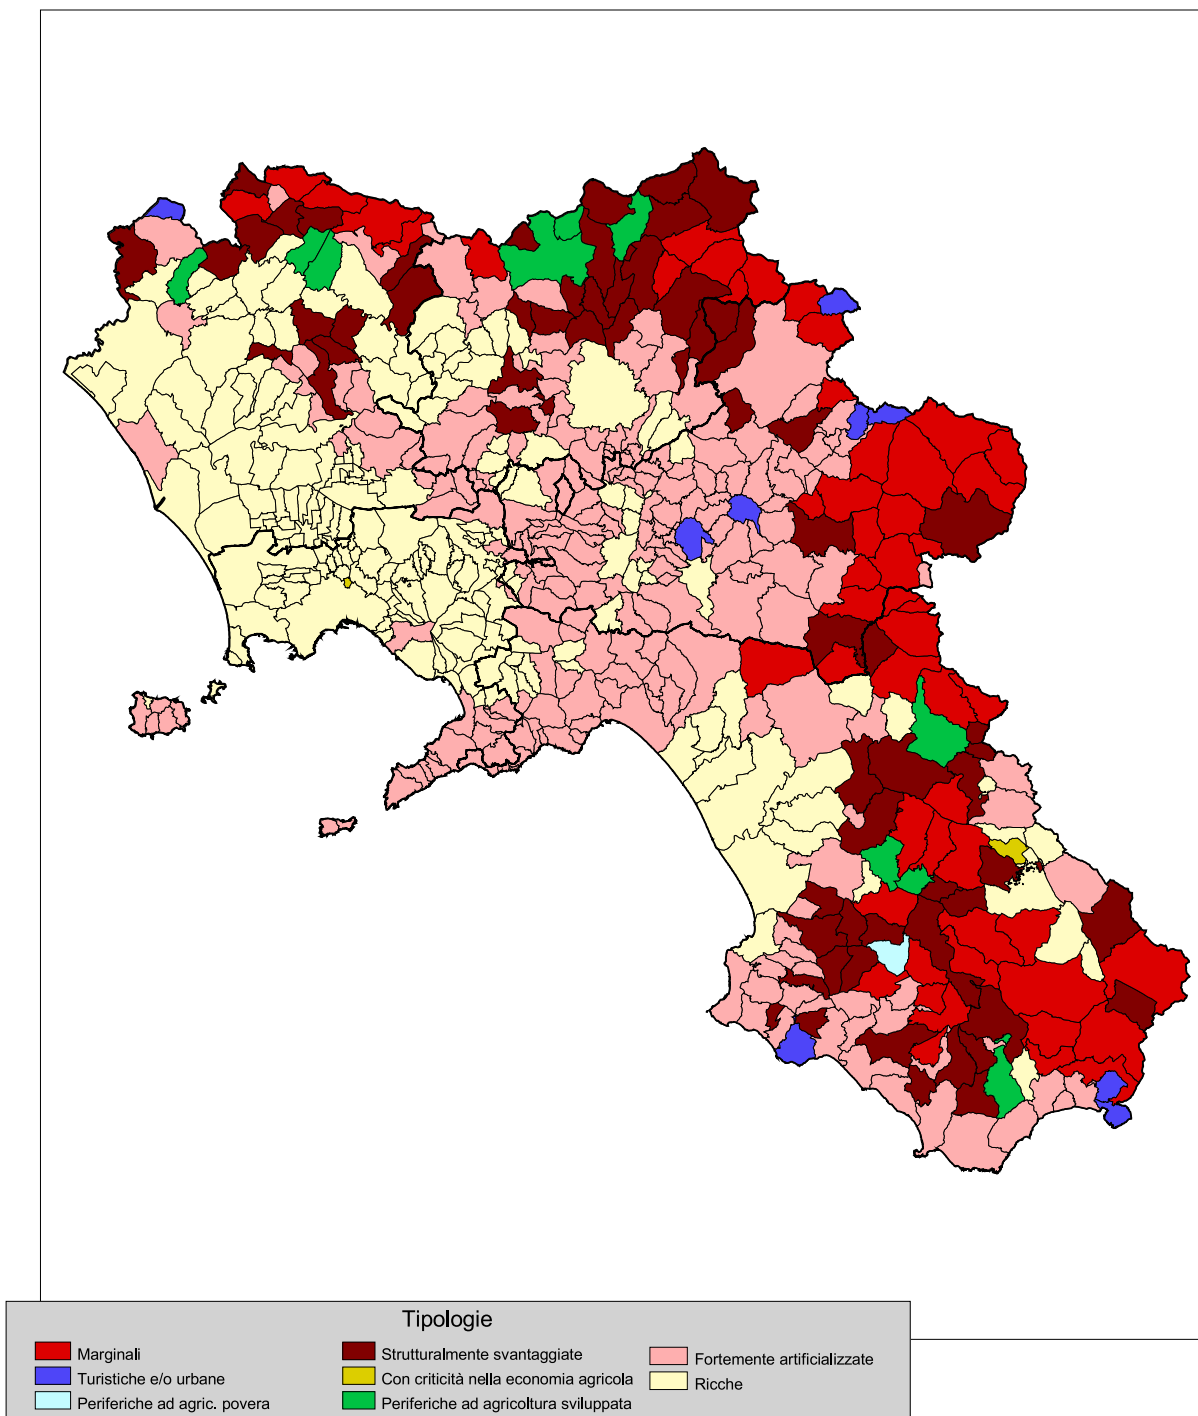 Tipologie
Marginali
Turistiche e/o urbane
Periferiche ad agric. povera
Strutturalmente svantaggiate
Con criticità nella economia agricola
Periferiche ad agricoltura sviluppata
Fortemente artificializzate
Ricche